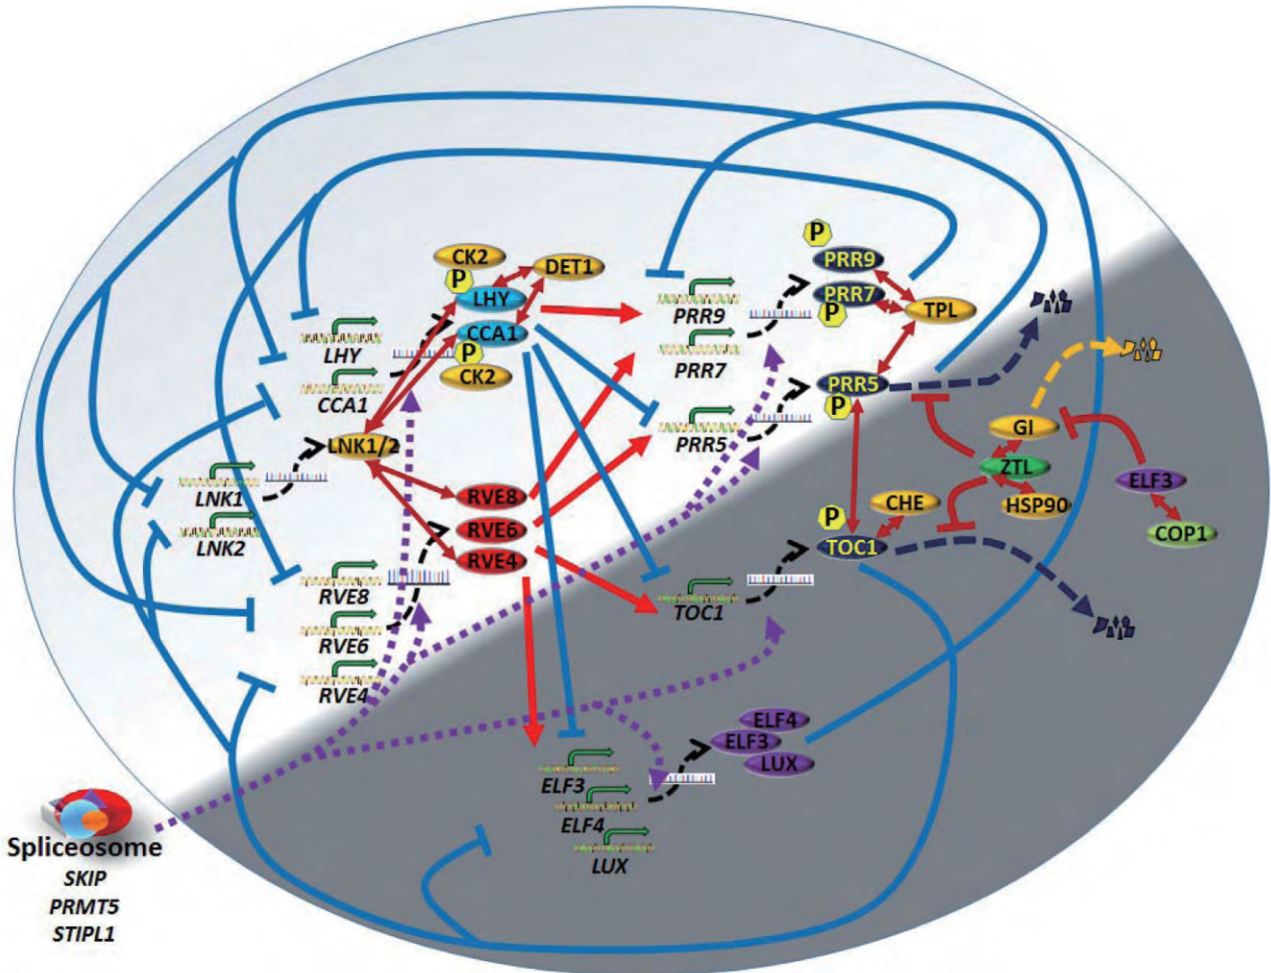 CK2
P
DET1
LHY
CCA1
P
CK2
LHY
CCA1
LNK1/2
LNK1
LNK2
RVE8
RVE6
RVE4
RVE8
RVE6
RVE4
PRR9
PRR7
PRR5
P
PRR9
PRR7
P
TPL
PRR5
P
GI
ZTL
HSP90
ELF3
COP1
CHE
P
TOC1
TOC1
ELF4
ELF3
LUX
ELF3
ELF4
LUX
Spliceosome
SKIP
PRMT5
STIPL1